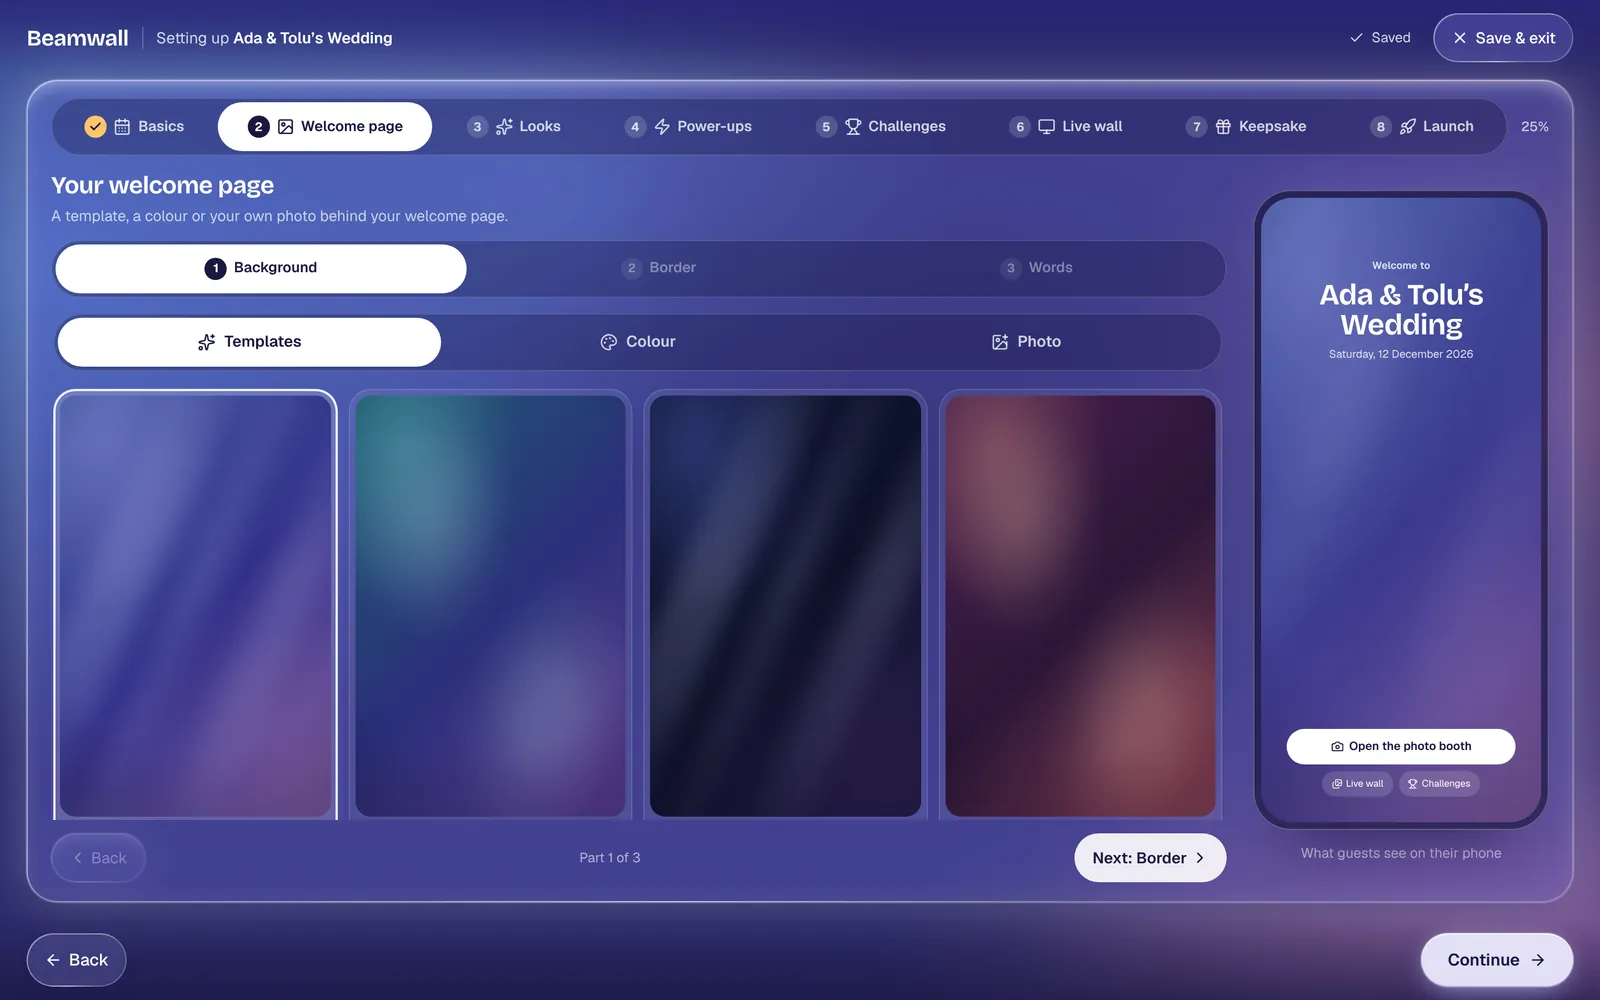 Beamwall
Setting up Ada & Tolu's Wedding
Saved
Save & exit
Basics
2 Welcome page
3 Looks
4 Power-ups
5 Challenges
6 Live wall
7 Keepsake
8 Launch
25%
Your welcome page
A template, a colour or your own photo behind your welcome page.
1 Background
2 Border
3 Words
Templates
Colour
Photo
Welcome to
Ada & Tolu's
Wedding
Saturday, 12 December 2026
Open the photo booth
Live wall
Challenges
Back
Part 1 of 3
Next: Border
What guests see on their phone
Back
Continue